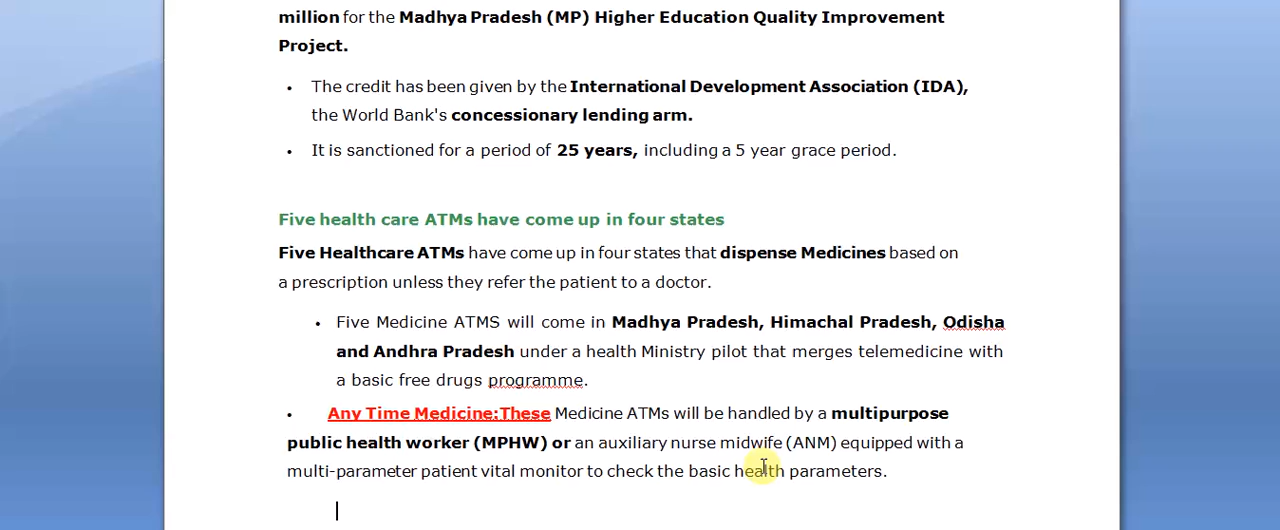 million for the Madhya Pradesh (MP) Higher Education Quality Improvement
Project.
• The credit has been given by the International Development Association (IDA),
the World Bank's concessionary lending arm.
• It is sanctioned for a period of 25 years, including a 5 year grace period.
Five health care ATMs have come up in four states
Five Healthcare ATMs have come up in four states that dispense Medicines based on
a prescription unless they refer the patient to a doctor.
• Five Medicine ATMS will come in Madhya Pradesh, Himachal Pradesh, Odisha
and Andhra Pradesh under a health Ministry pilot that merges telemedicine with
a basic free drugs programme.
• Any Time Medicine:These Medicine ATMs will be handled by a multipurpose
public health worker (MPHW) or an auxiliary nurse midwife (ANM) equipped with a
multi-parameter patient vital monitor to check the basic health parameters.